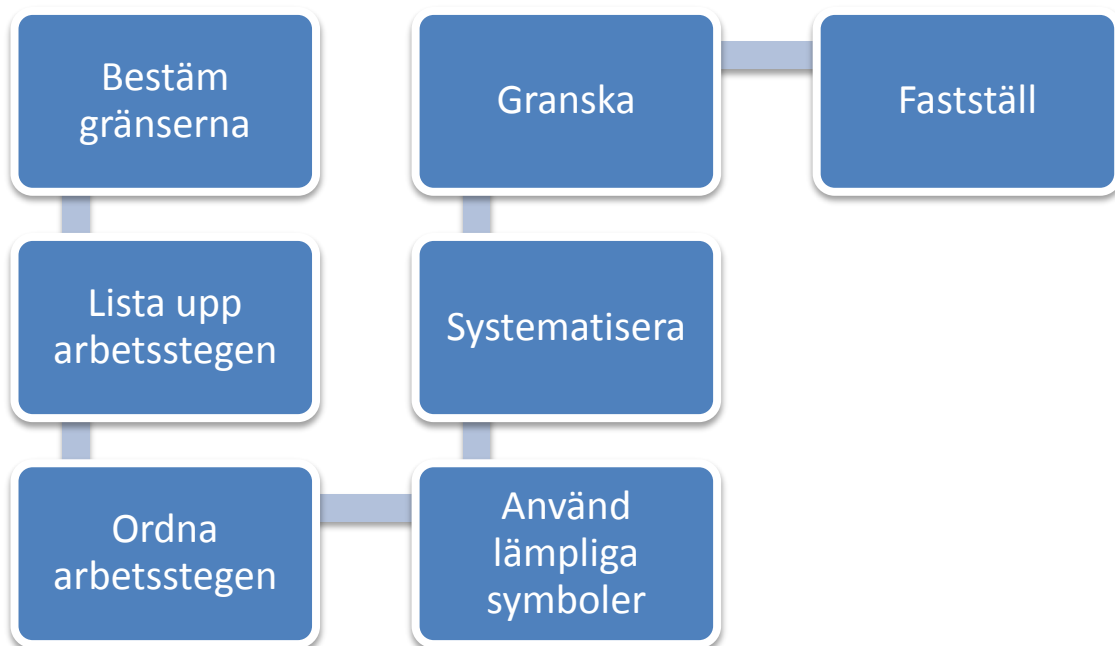 Bestäm
gränserna
Lista upp
arbetsstegen
Ordna
arbetsstegen
Använd
lämpliga
symboler
Systematisera
Granska
Fastställ